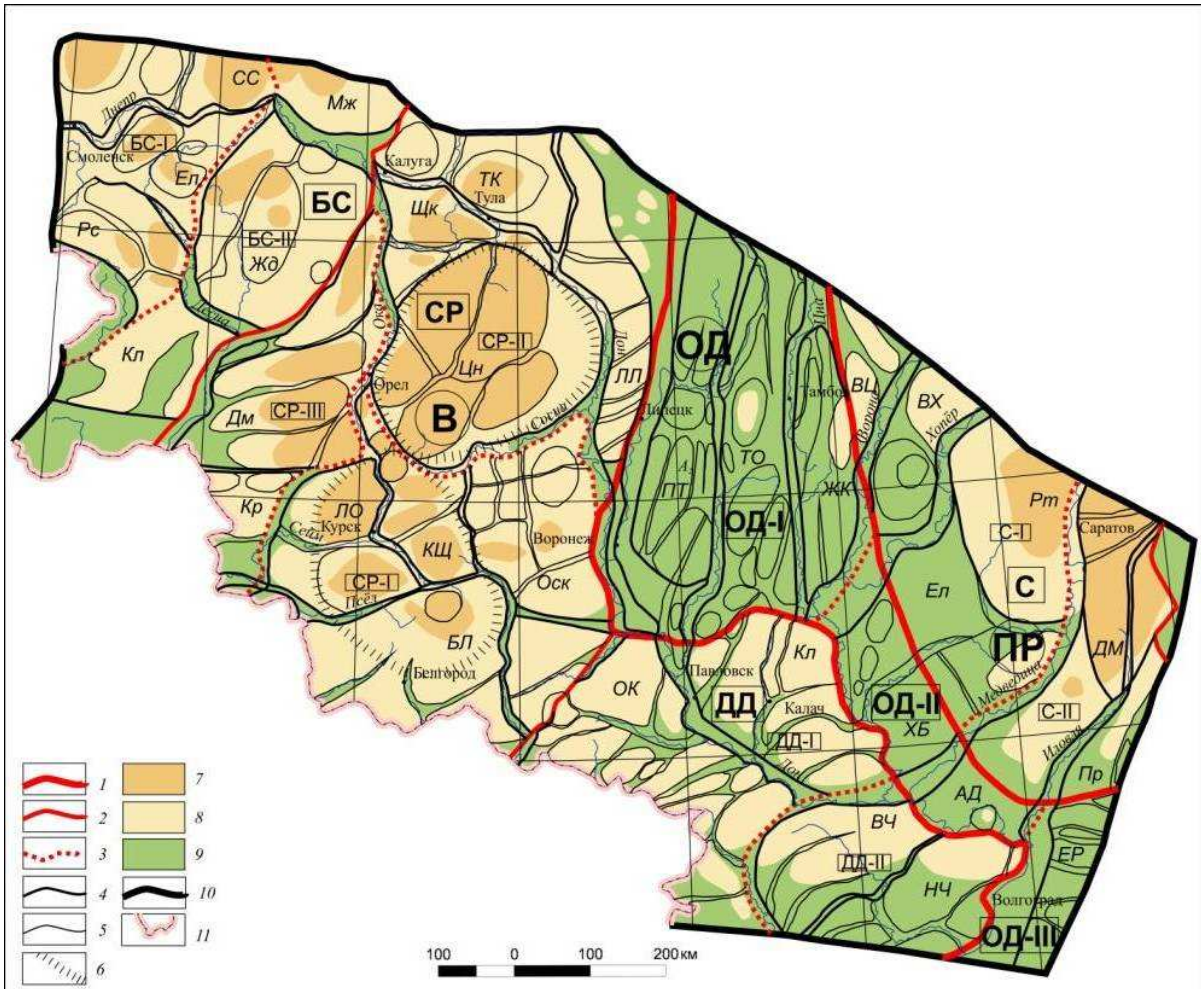 СС
Мж
Днепр
БС-I
Смоленск
Ел
Калуга
ТК
Тула
Щк
БС
Рс
БС-II
Жд
Десна
Ока
СР
СР-II
Дон
ОД
Цна
Кл
Цн
ЛЛ
Орел
СР-III
Дм
В
Сосна
Липецк
Тамбов
ВЦ
Ворона
ВХ
Хопёр
ТО
ПТ
ЖК
Рт
Саратов
Кр
ЛО
Курск
Сейм
КЩ
Воронеж
ОД-I
С-I
С
СР-I
Псёл
Оск
Ел
ПР
ДМ
БЛ
Белгород
Медведица
Кл
Павловск
ОК
ДД
Калач
ОД-II
ХБ
С-II
ДД-I
Дон
Иловля
Пр
АД
ВЧ
ДД-II
ЕР
НЧ
Волгоград
ОД-III
1
2
3
4
5
6
7
8
9
10
11
100 0 100 200 км